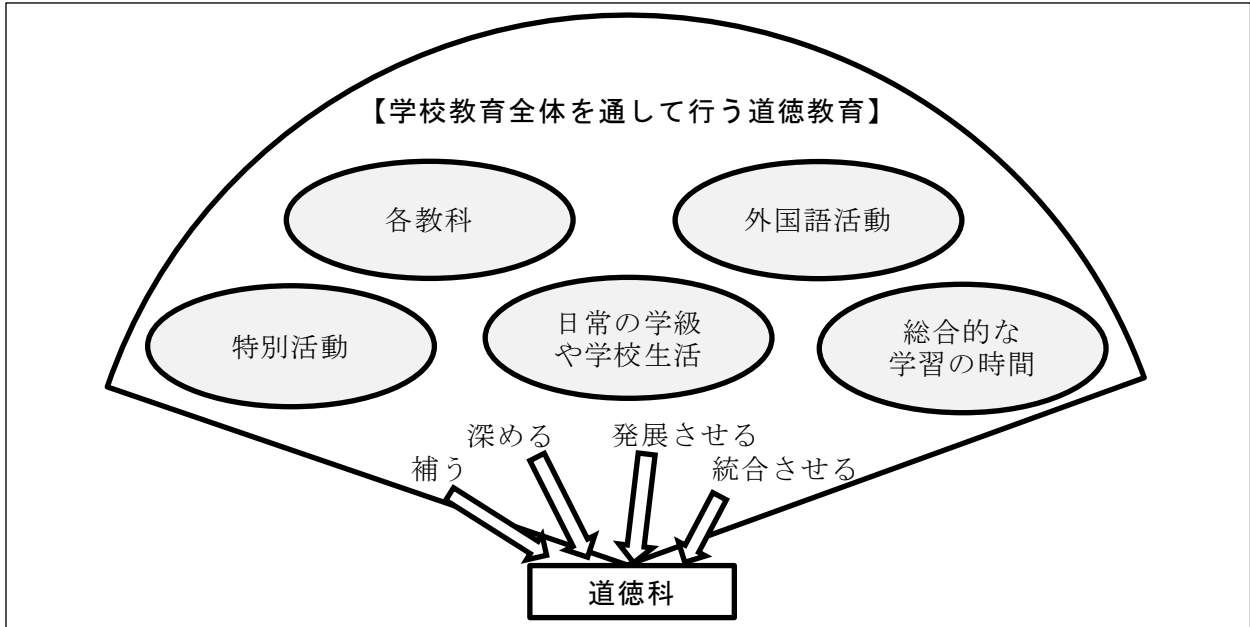 【学校教育全体を通して行う道徳教育】
各教科
外国語活動
特別活動
日常の学級
や学校生活
総合的な
学習の時間
深める
発展させる
補う
統合させる
道徳科